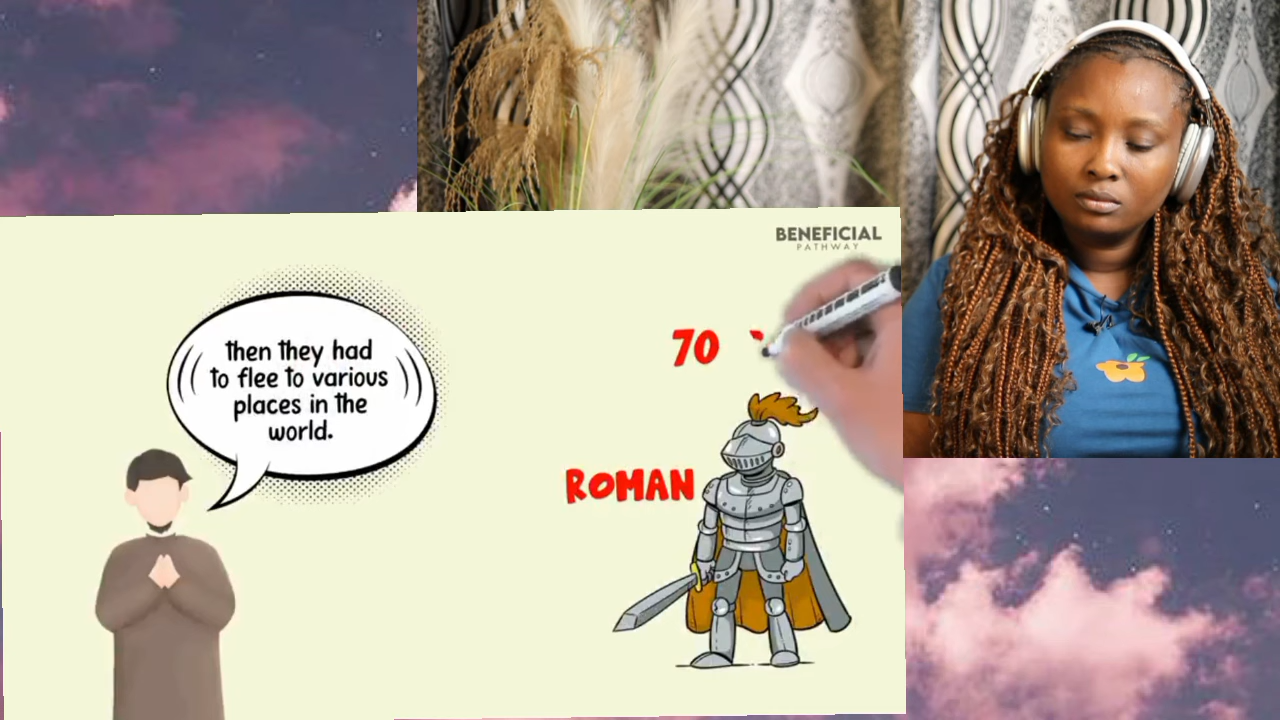 BENEFICIAL
PATHWAY
Then they had
to flee to various
places in the
world.
70
ROMAN